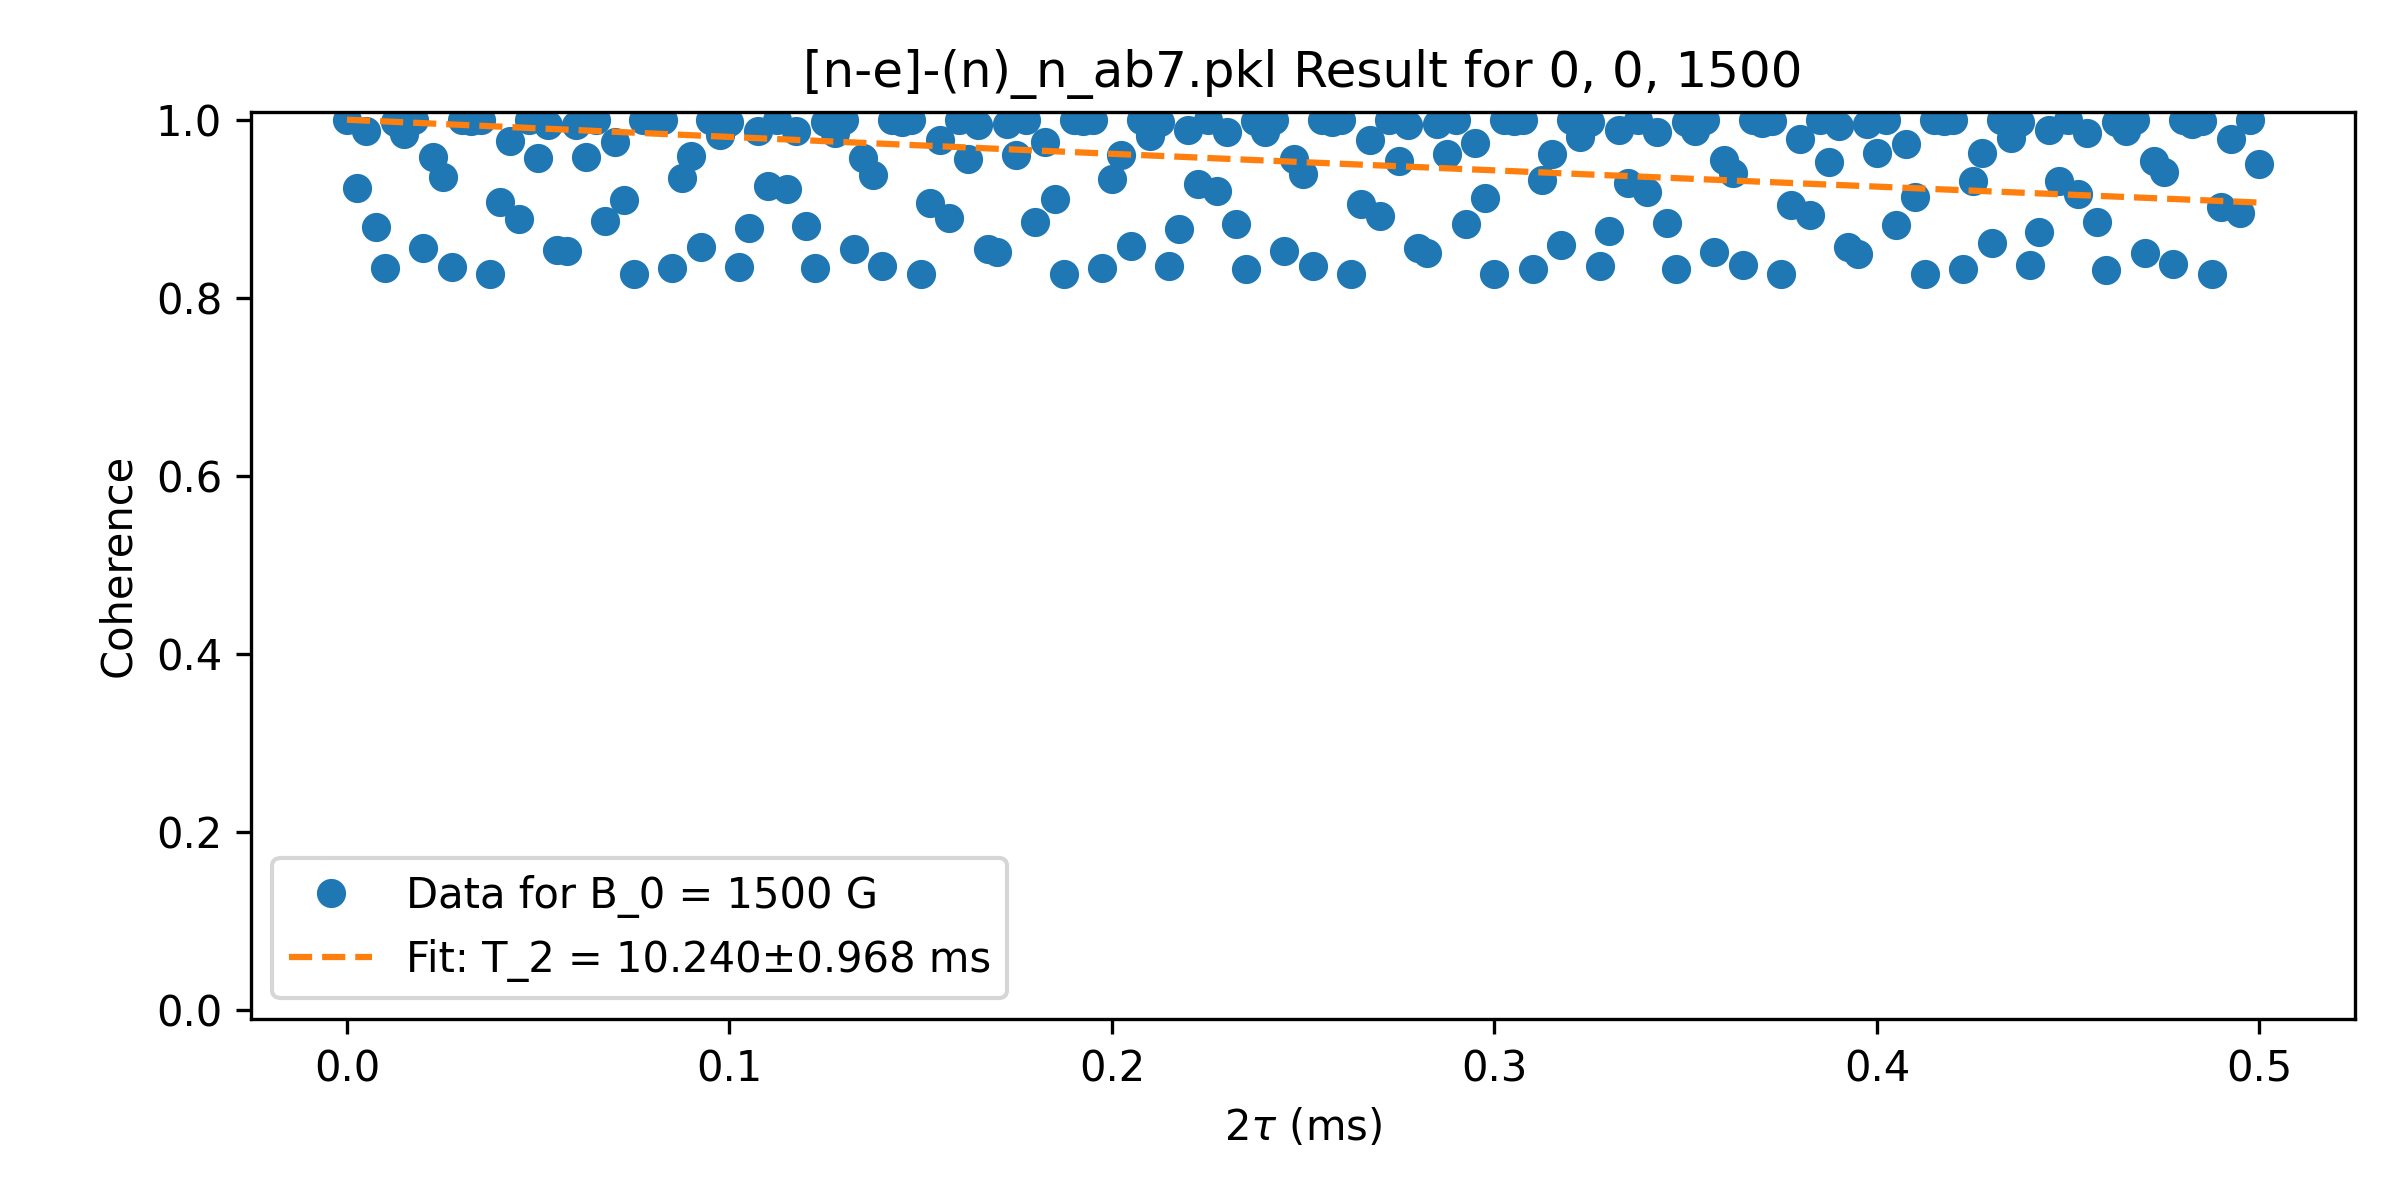 [n-e]-(n)_n_ab7.pkl Result for 0, 0, 1500
1.0
0.8
0.6
0.4
0.2
0.0
Coherence
Data for B_0 = 1500 G
Fit: T_2 = 10.240±0.968 ms
0.0 0.1 0.2 0.3 0.4 0.5
2τ (ms)